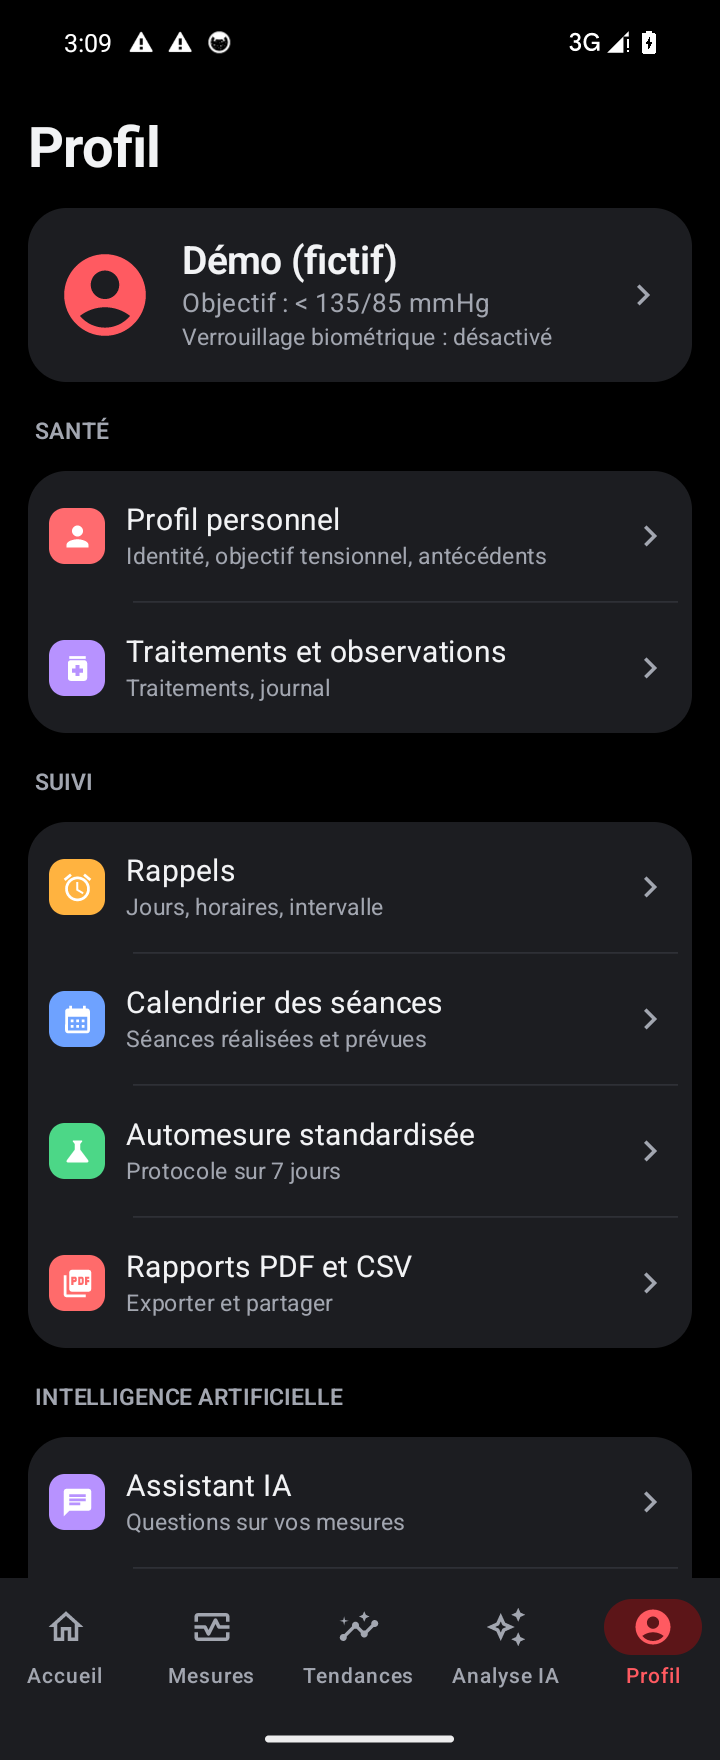 3:09
3G
Profil
Démo (fictif)
Objectif : < 135/85 mmHg
Verrouillage biométrique : désactivé
SANTÉ
Profil personnel
Identité, objectif tensionnel, antécédents
Traitements et observations
Traitements, journal
SUIVI
Rappels
Jours, horaires, intervalle
Calendrier des séances
Séances réalisées et prévues
Automesure standardisée
Protocole sur 7 jours
PDF
Rapports PDF et CSV
Exporter et partager
INTELLIGENCE ARTIFICIELLE
Assistant IA
Questions sur vos mesures
Accueil
Mesures
Tendances
Analyse IA
Profil